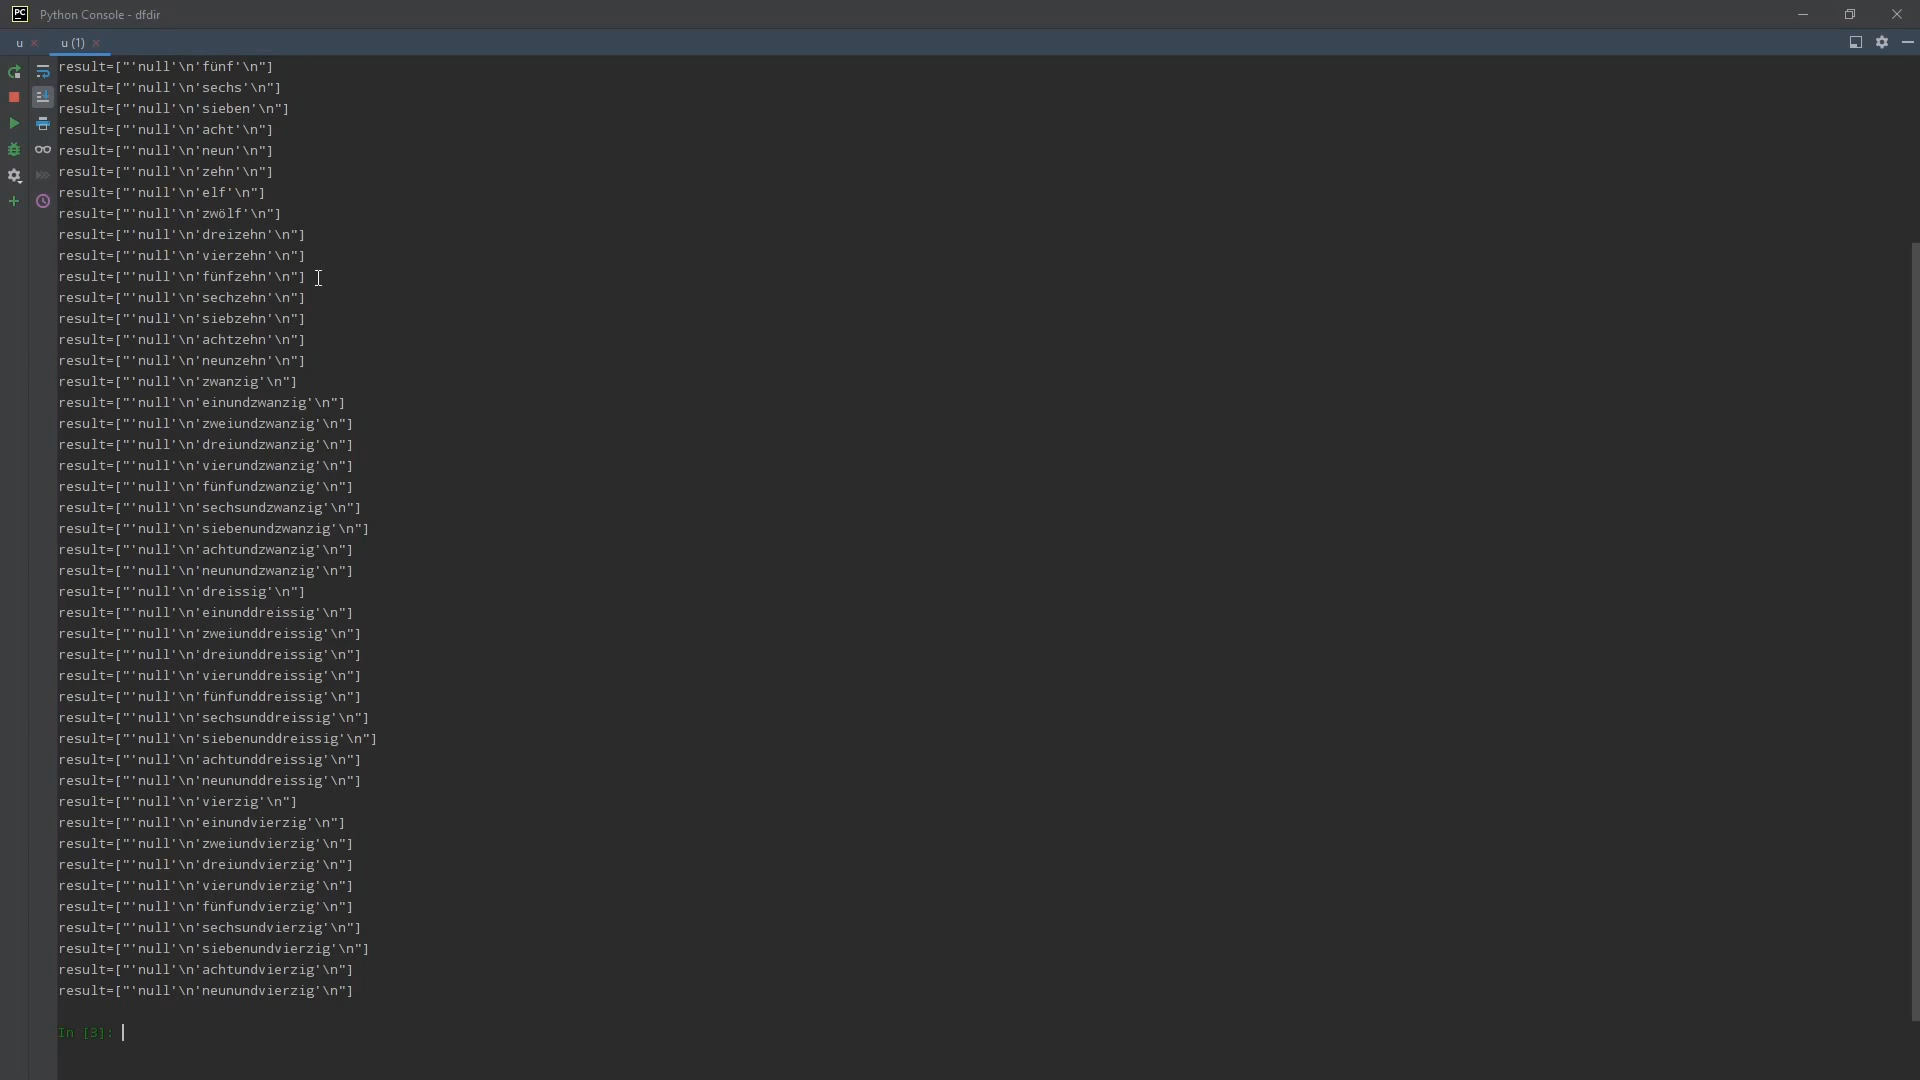 PC Python Console - dfdir
u u (1)
result=["'null'\n'fünf'\n"]
result=["'null'\n'sechs'\n"]
result=["'null'\n'sieben'\n"]
result=["'null'\n'acht'\n"]
result=["'null'\n'neun'\n"]
result=["'null'\n'zehn'\n"]
result=["'null'\n'elf'\n"]
result=["'null'\n'zwölf'\n"]
result=["'null'\n'dreizehn'\n"]
result=["'null'\n'vierzehn'\n"]
result=["'null'\n'fünfzehn'\n"]
result=["'null'\n'sechzehn'\n"]
result=["'null'\n'siebzehn'\n"]
result=["'null'\n'achtzehn'\n"]
result=["'null'\n'neunzehn'\n"]
result=["'null'\n'zwanzig'\n"]
result=["'null'\n'einundzwanzig'\n"]
result=["'null'\n'zweiundzwanzig'\n"]
result=["'null'\n'dreiundzwanzig'\n"]
result=["'null'\n'vierundzwanzig'\n"]
result=["'null'\n'fünfundzwanzig'\n"]
result=["'null'\n'sechsundzwanzig'\n"]
result=["'null'\n'siebenundzwanzig'\n"]
result=["'null'\n'achtundzwanzig'\n"]
result=["'null'\n'neunundzwanzig'\n"]
result=["'null'\n'dreissig'\n"]
result=["'null'\n'einunddreissig'\n"]
result=["'null'\n'zweiunddreissig'\n"]
result=["'null'\n'dreiunddreissig'\n"]
result=["'null'\n'vierunddreissig'\n"]
result=["'null'\n'fünfunddreissig'\n"]
result=["'null'\n'sechsunddreissig'\n"]
result=["'null'\n'siebenunddreissig'\n"]
result=["'null'\n'achtunddreissig'\n"]
result=["'null'\n'neununddreissig'\n"]
result=["'null'\n'vierzig'\n"]
result=["'null'\n'einundvierzig'\n"]
result=["'null'\n'zweiundvierzig'\n"]
result=["'null'\n'dreiundvierzig'\n"]
result=["'null'\n'vierundvierzig'\n"]
result=["'null'\n'fünfundvierzig'\n"]
result=["'null'\n'sechsundvierzig'\n"]
result=["'null'\n'siebenundvierzig'\n"]
result=["'null'\n'achtundvierzig'\n"]
result=["'null'\n'neunundvierzig'\n"]
In [3]: